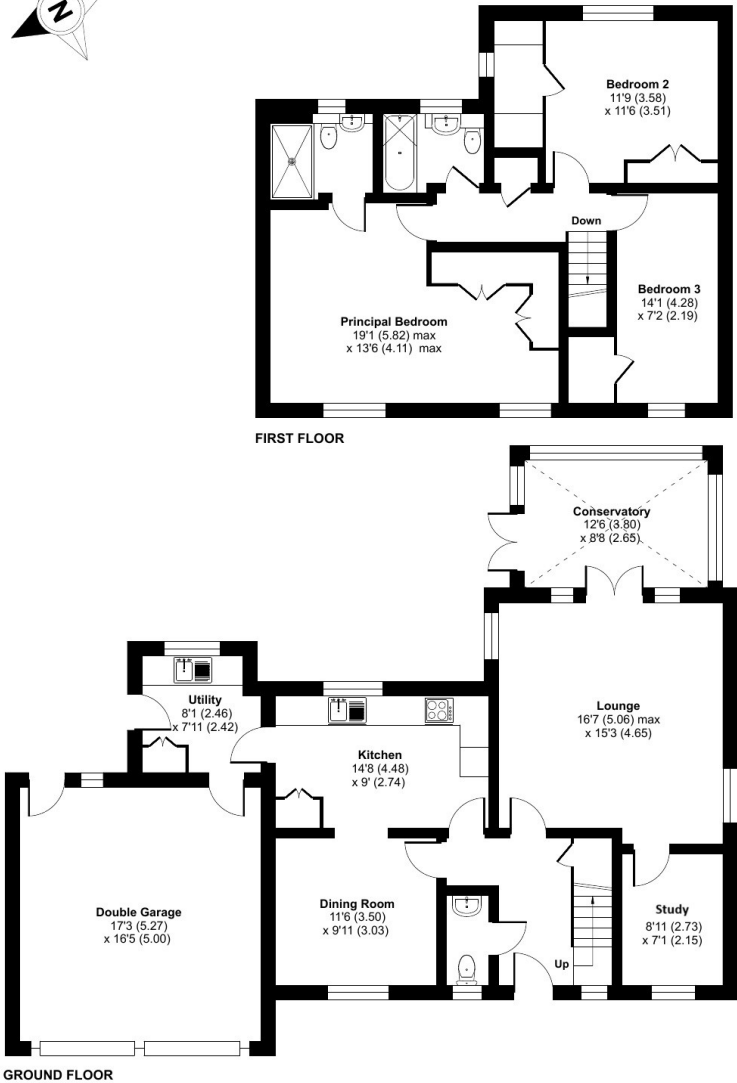 N
Bedroom 2
11'9 (3.58)
x 11'6 (3.51)
Down
Bedroom 3
14'1 (4.28)
x 7'2 (2.19)
Principal Bedroom
19'1 (5.82) max
x 13'6 (4.11) max
FIRST FLOOR
Conservatory
12'6 (3.80)
x 8'8 (2.65)
Utility
8'1 (2.46)
x 7'11 (2.42)
Lounge
16'7 (5.06) max
x 15'3 (4.65)
Kitchen
14'8 (4.48)
x 9' (2.74)
Double Garage
17'3 (5.27)
x 16'5 (5.00)
Dining Room
11'6 (3.50)
x 9'11 (3.03)
Study
8'11 (2.73)
x 7'1 (2.15)
Up
GROUND FLOOR